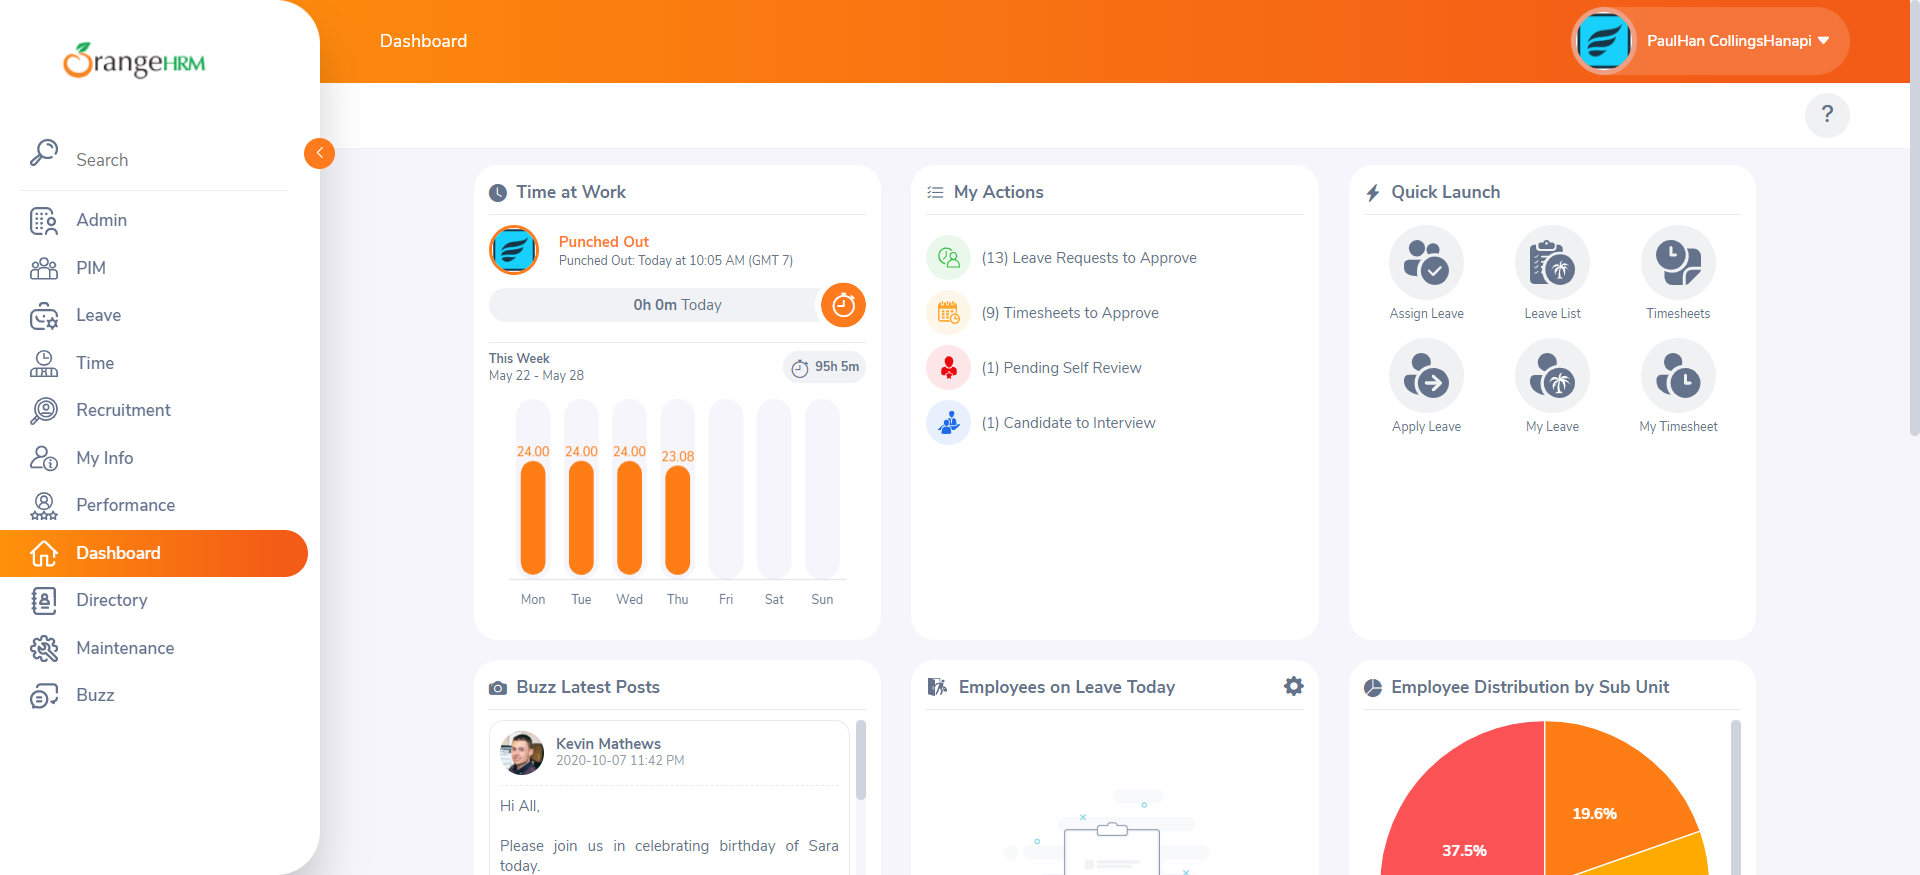 OrangeHRM
Search
Admin
PIM
Leave
Time
Recruitment
My Info
Performance
Dashboard
Directory
Maintenance
Buzz
Dashboard
PaulHan CollingsHanapi
?
Time at Work
Punched Out
Punched Out: Today at 10:05 AM (GMT 7)
0h 0m Today
This Week
May 22 - May 28
95h 5m
24.00 24.00 24.00 23.08
Mon Tue Wed Thu Fri Sat Sun
My Actions
(13) Leave Requests to Approve
(9) Timesheets to Approve
(1) Pending Self Review
(1) Candidate to Interview
Quick Launch
Assign Leave Leave List Timesheets
Apply Leave My Leave My Timesheet
Buzz Latest Posts
Kevin Mathews
2020-10-07 11:42 PM
Hi All,
Please join us in celebrating birthday of Sara
today.
Employees on Leave Today
Employee Distribution by Sub Unit
19.6%
37.5%